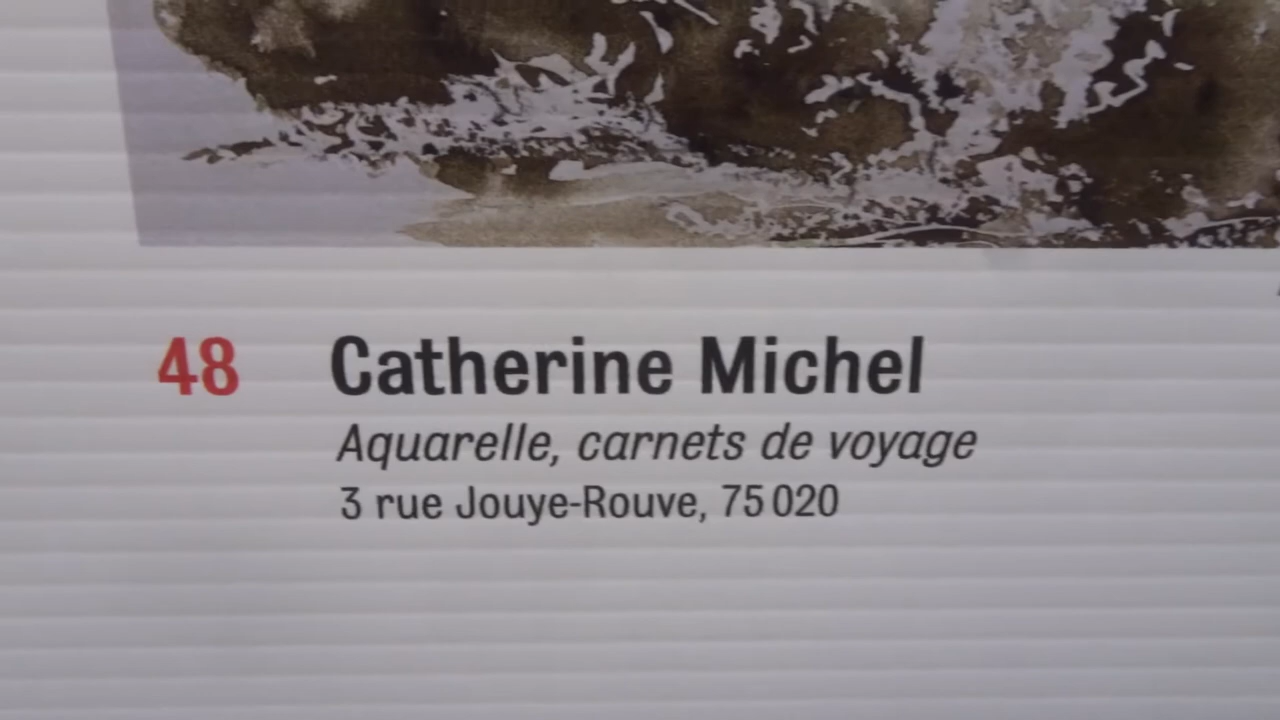 48 Catherine Michel
Aquarelle, carnets de voyage
3 rue Jouye-Rouve, 75020